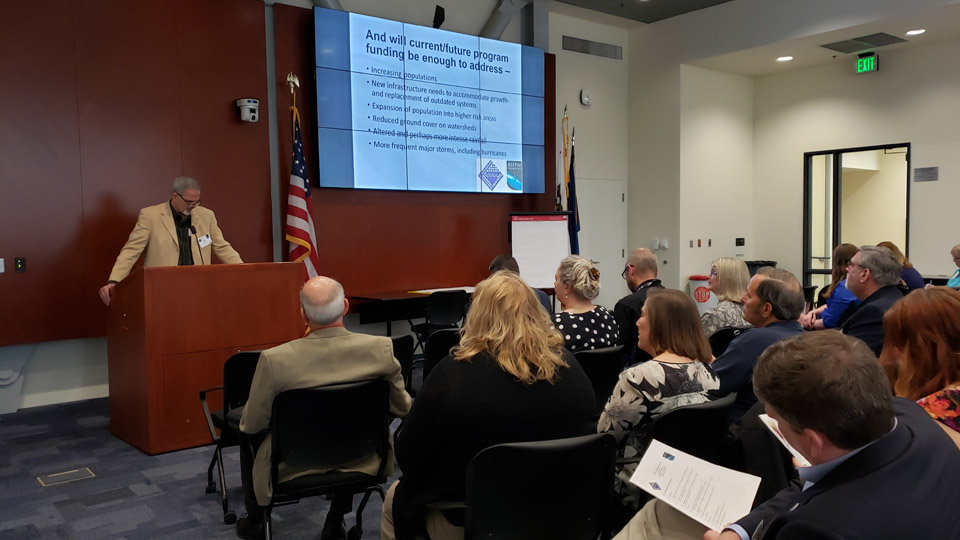 And will current/future program
funding be enough to address –
• Increasing populations
• New infrastructure needs to accommodate growth-
and replacement of outdated systems
• Expansion of population into higher risk areas
• Reduced ground cover on watersheds
• Altered and perhaps more intense rainfall
• More frequent major storms, including hurricanes
EXIT